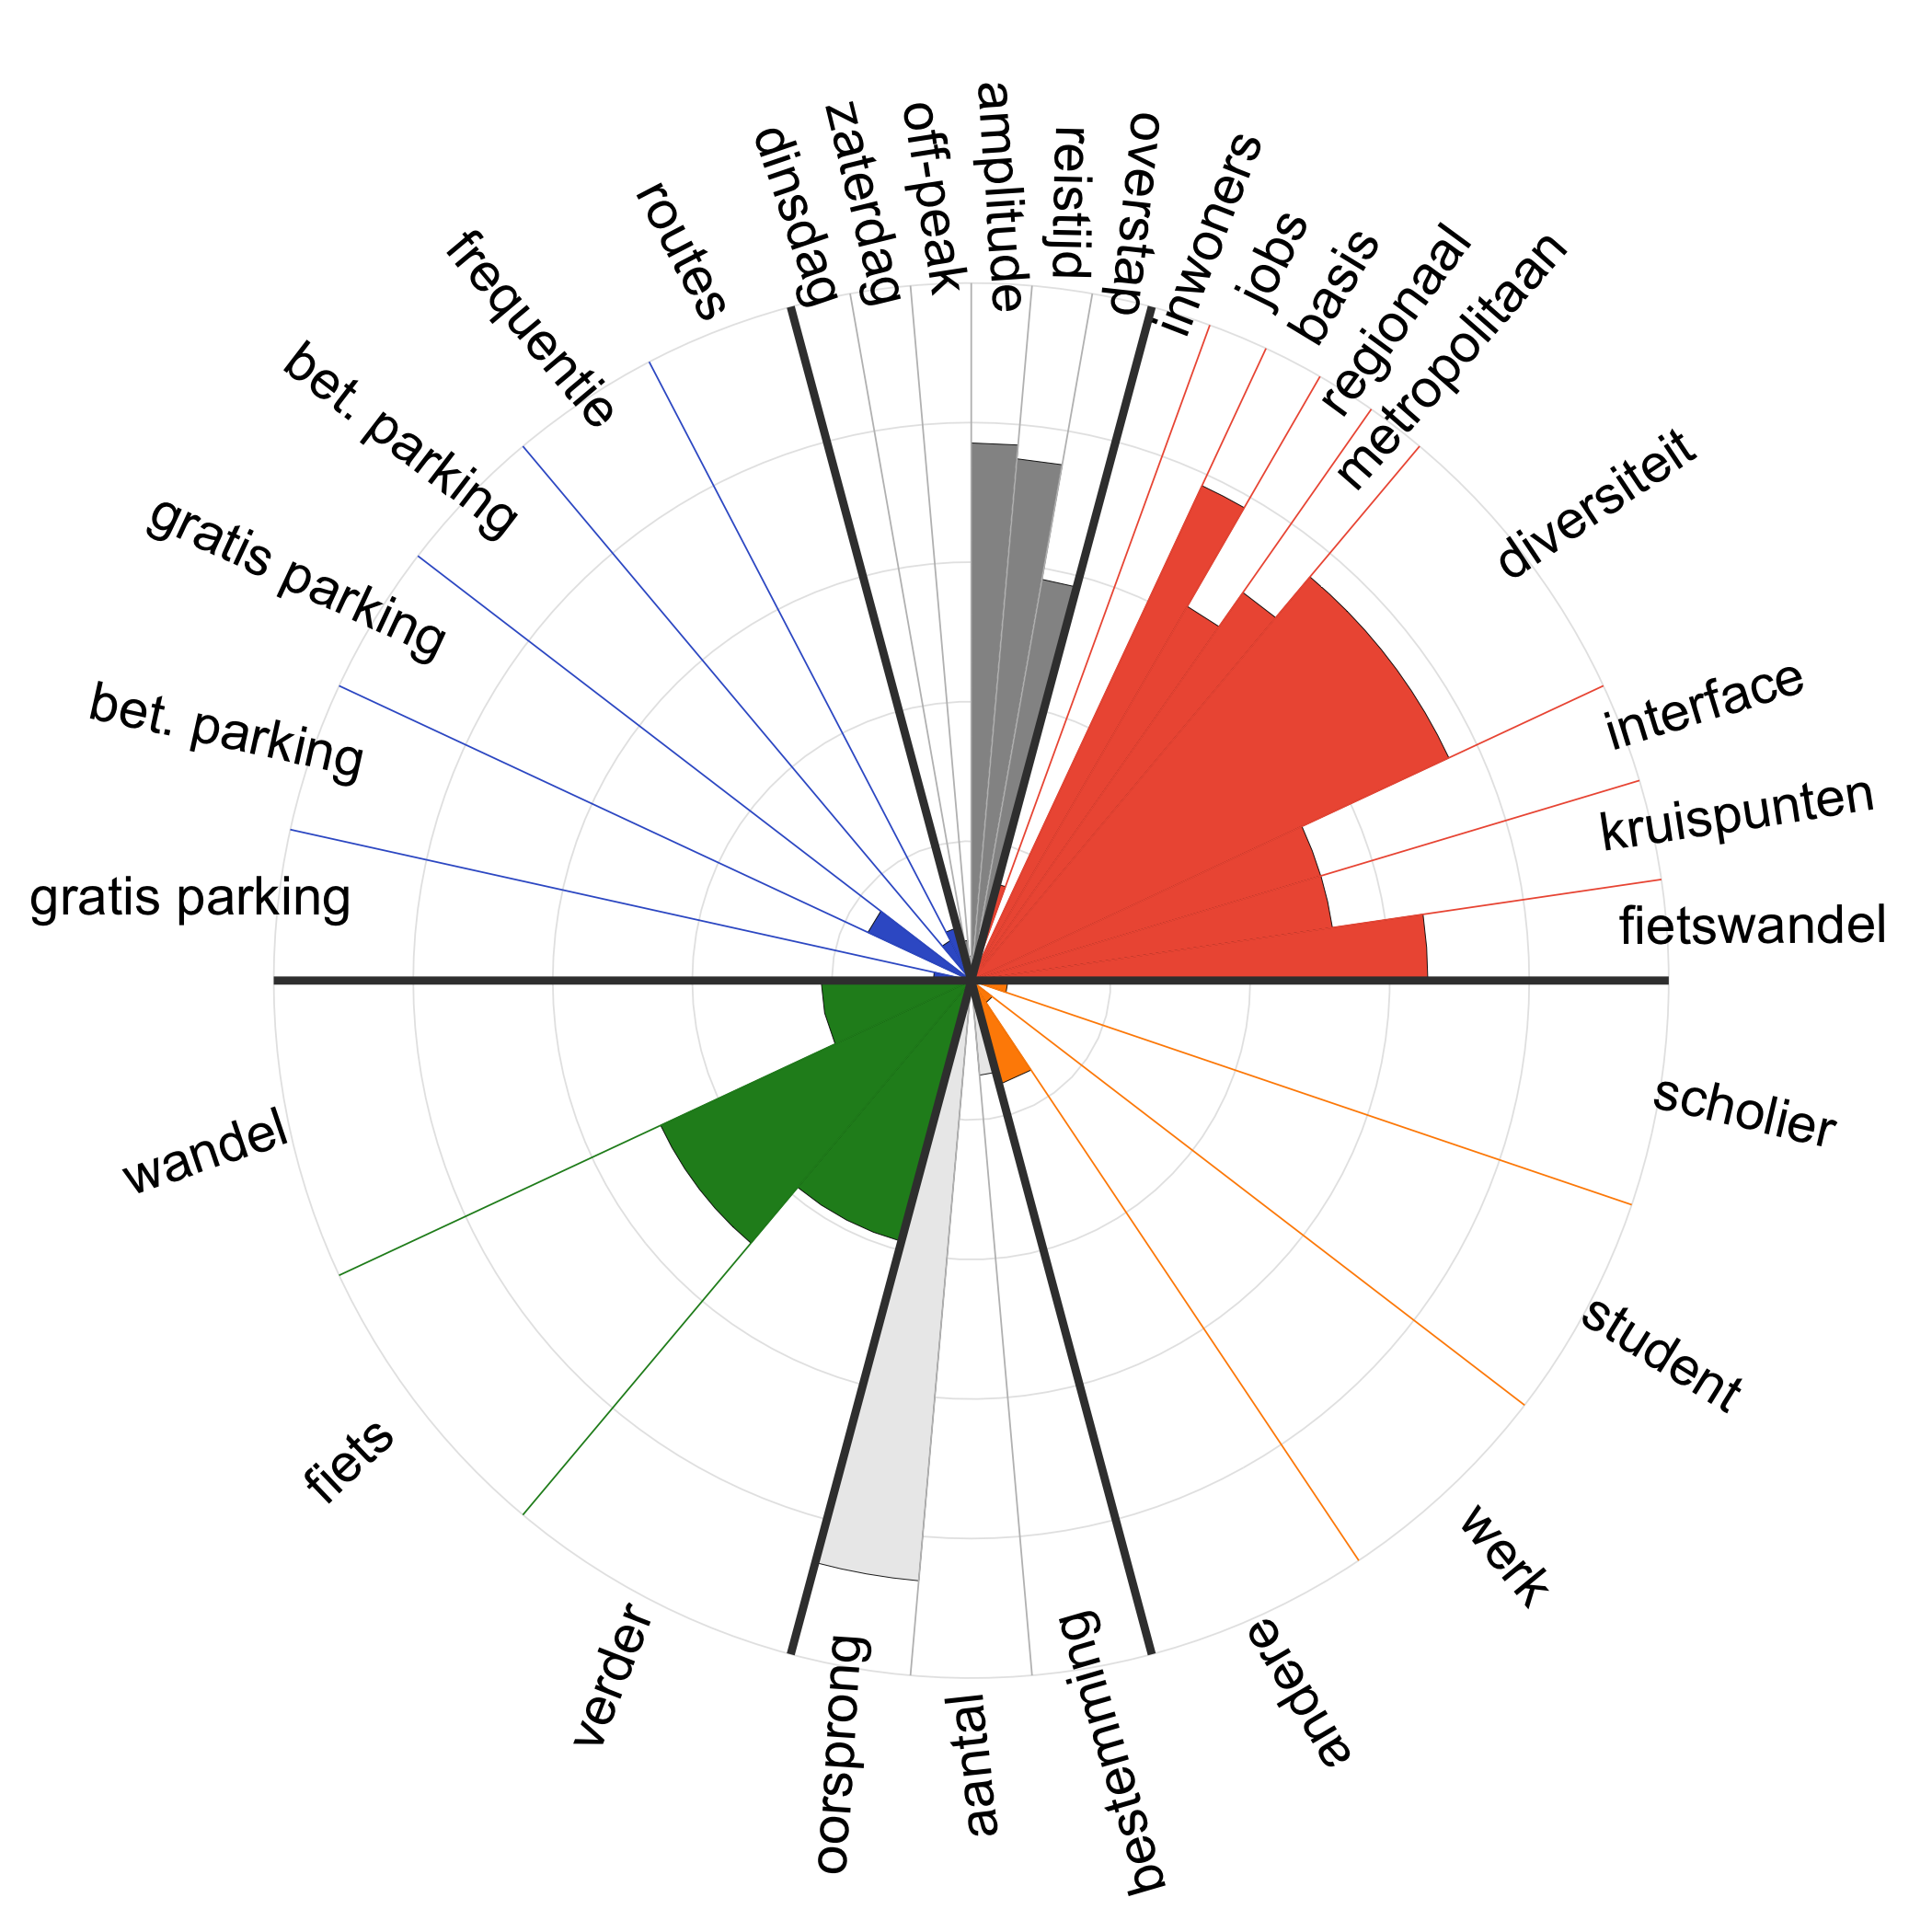 dinsdag
zaterdag
off-peak
amplitude
reistijd
overstap
inwoners
jobs
basis
regionaal
metropolitaan
diversiteit
interface
kruispunten
fietswandel
scholier
student
werk
andere
bestemming
aantal
oorsprong
verder
fiets
wandel
gratis parking
bet. parking
gratis parking
bet. parking
frequentie
routes